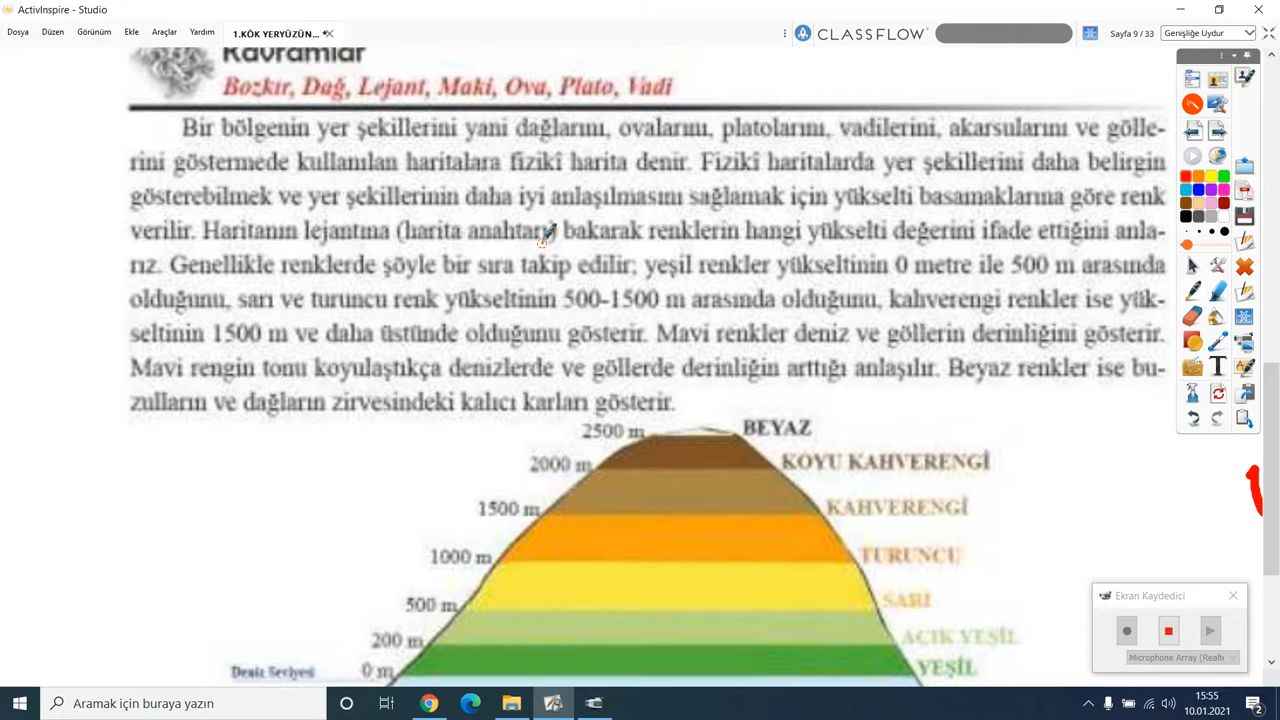 ActivInspire - Studio
Dosya Düzen Görünüm Ekle Araçlar Yardım 1.KÖK YERYÜZÜN... CLASSFLOW Sayfa 9 / 33 Genişliğe Uydur
Kavramlar
Bozkır, Dağ, Lejant, Maki, Ova, Plato, Vadi
Bir bölgenin yer şekillerini yani dağlarını, ovalarını, platolarını, vadilerini, akarsularını ve gölle-
rini göstermede kullanılan haritalara fizikî harita denir. Fizikî haritalarda yer şekillerini daha belirgin
gösterebilmek ve yer şekillerinin daha iyi anlaşılmasını sağlamak için yükselti basamaklarına göre renk
verilir. Haritanın lejantına (harita anahtarı bakarak renklerin hangi yükselti değerini ifade ettiğini anla-
rız. Genellikle renklerde şöyle bir sıra takip edilir; yeşil renkler yükseltinin 0 metre ile 500 m arasında
olduğunu, sarı ve turuncu renk yükseltinin 500-1500 m arasında olduğunu, kahverengi renkler ise yük-
seltinin 1500 m ve daha üstünde olduğunu gösterir. Mavi renkler deniz ve göllerin derinliğini gösterir.
Mavi rengin tonu koyulaştıkça denizlerde ve göllerde derinliğin arttığı anlaşılır. Beyaz renkler ise bu-
zulların ve dağların zirvesindeki kalıcı karları gösterir.
2500 m BEYAZ
2000 m KOYU KAHVERENGİ
1500 m KAHVERENGİ
1000 m TURUNCU
500 m SARI
200 m AÇIK YEŞİL
Deniz Seviyesi 0 m YEŞİL
Ekran Kaydedici
Microphone Array (Realte
Aramak için buraya yazın
15:55
10.01.2021
2